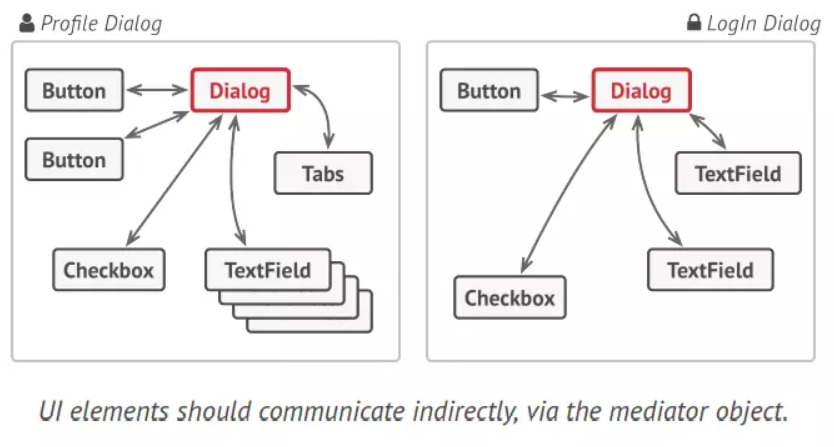 Profile Dialog
LogIn Dialog
Button
Dialog
Button
Tabs
Checkbox
TextField
Button
Dialog
TextField
TextField
Checkbox
UI elements should communicate indirectly, via the mediator object.